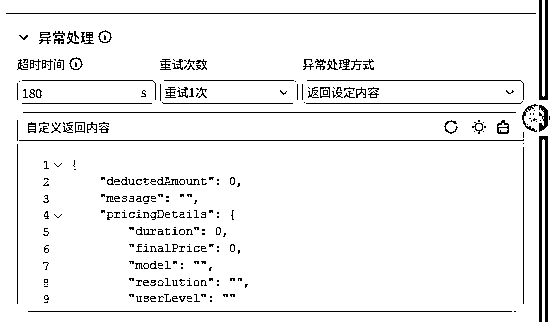 异常处理
超时时间 重试次数 异常处理方式
180 s 重试1次 返回设定内容
自定义返回内容
1 {
2 "deductedAmount": 0,
3 "message": "",
4 "pricingDetails": {
5 "duration": 0,
6 "finalPrice": 0,
7 "model": "",
8 "resolution": "",
9 "userLevel": ""